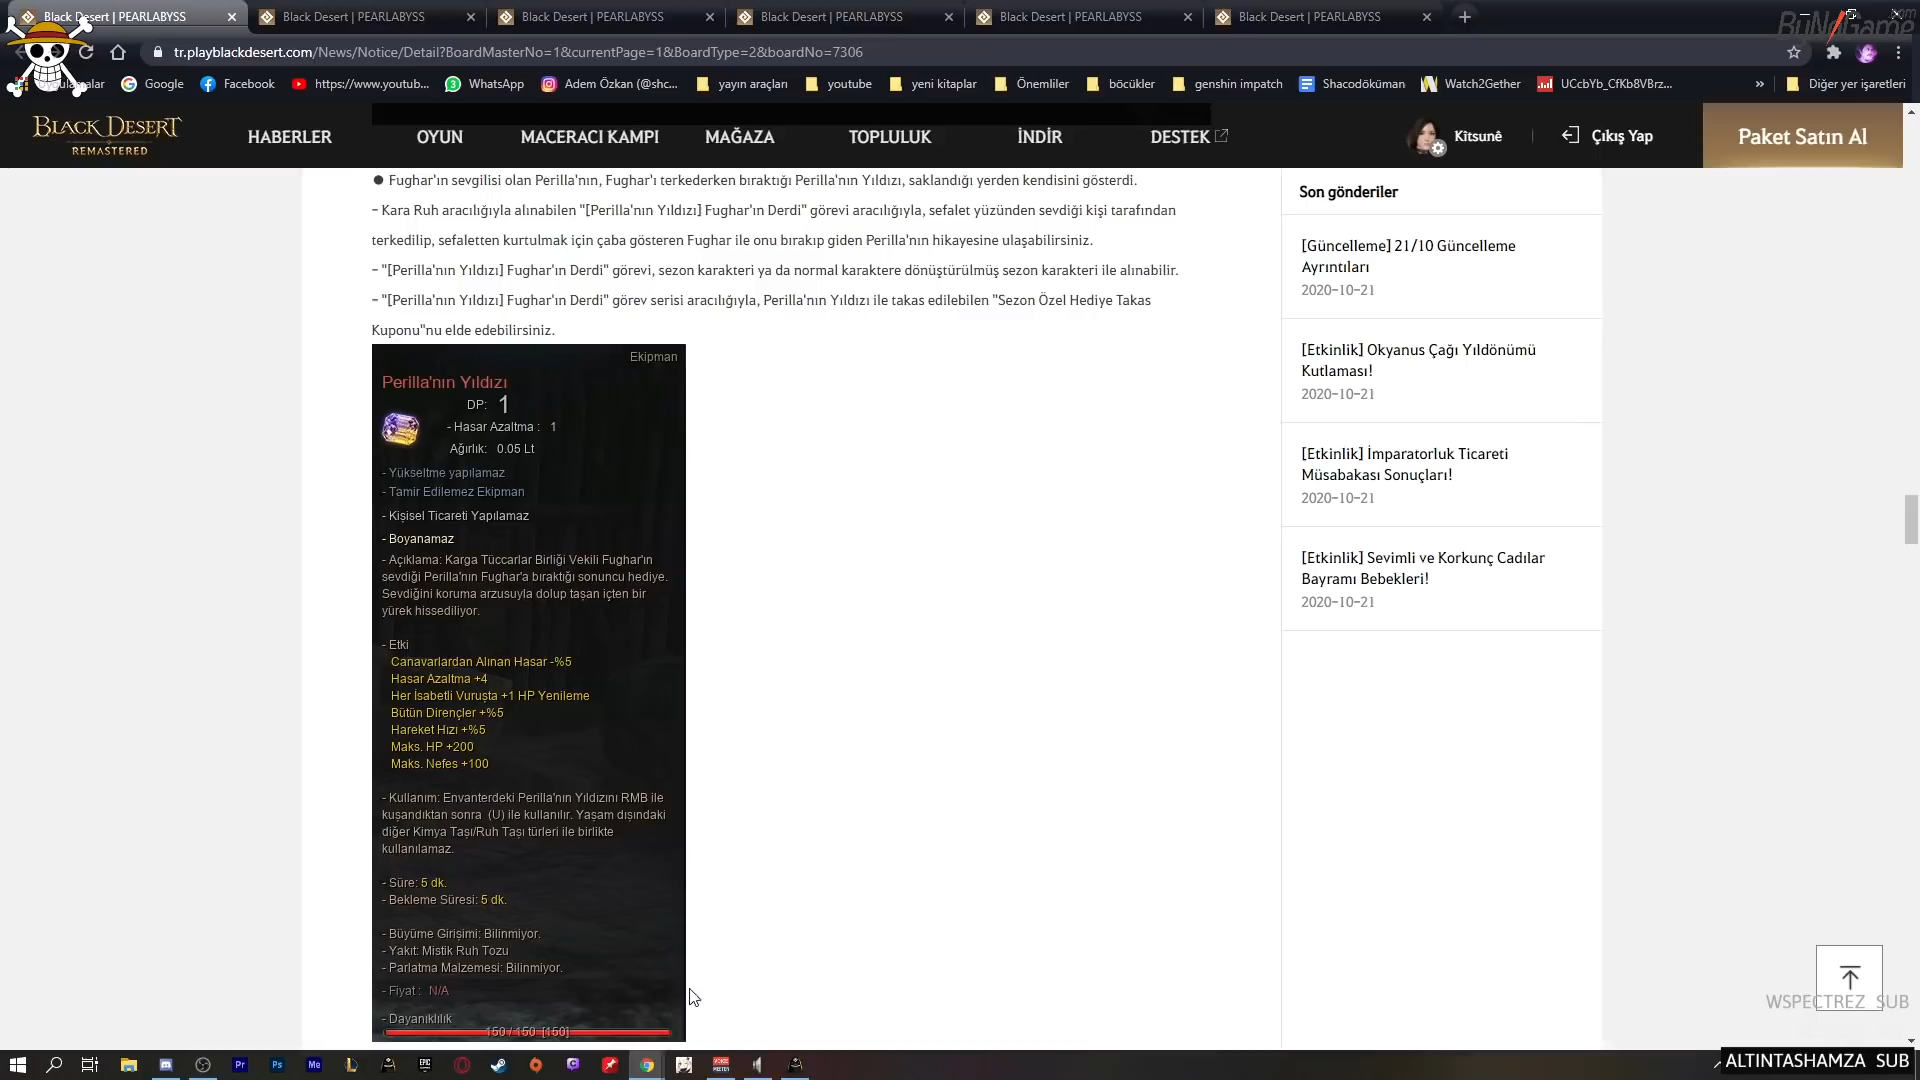 Black Desert | PEARLABYSS
Black Desert | PEARLABYSS
Black Desert | PEARLABYSS
Black Desert | PEARLABYSS
Black Desert | PEARLABYSS
Black Desert | PEARLABYSS
tr.playblackdesert.com/News/Notice/Detail?BoardMasterNo=1&currentPage=1&BoardType=2&boardNo=7306
BuNeGame
.com
Google
Facebook
https://www.youtub...
WhatsApp
Adem Özkan (@shc...
yayın araçları
youtube
yeni kitaplar
Önemliler
böcükler
genshin impatch
Shacodöküman
Watch2Gether
UCcbYb_CfKb8VBrz...
»
Diğer yer işaretleri
BLACK DESERT
REMASTERED
HABERLER
OYUN
MACERACI KAMPI
MAĞAZA
TOPLULUK
İNDİR
DESTEK
Kîtsunê
Çıkış Yap
Paket Satın Al
● Fughar'ın sevgilisi olan Perilla'nın, Fughar'ı terkederken bıraktığı Perilla'nın Yıldızı, saklandığı yerden kendisini gösterdi.
- Kara Ruh aracılığıyla alınabilen "[Perilla'nın Yıldızı] Fughar'ın Derdi" görevi aracılığıyla, sefalet yüzünden sevdiği kişi tarafından
terkedilip, sefaletten kurtulmak için çaba gösteren Fughar ile onu bırakıp giden Perilla'nın hikayesine ulaşabilirsiniz.
- "[Perilla'nın Yıldızı] Fughar'ın Derdi" görevi, sezon karakteri ya da normal karaktere dönüştürülmüş sezon karakteri ile alınabilir.
- "[Perilla'nın Yıldızı] Fughar'ın Derdi" görev serisi aracılığıyla, Perilla'nın Yıldızı ile takas edilebilen "Sezon Özel Hediye Takas
Kuponu"nu elde edebilirsiniz.
Ekipman
Perilla'nın Yıldızı
DP: 1
- Hasar Azaltma : 1
Ağırlık: 0.05 Lt
- Yükseltme yapılamaz
- Tamir Edilemez Ekipman
- Kişisel Ticareti Yapılamaz
- Boyanamaz
- Açıklama: Karga Tüccarlar Birliği Vekili Fughar'ın
sevdiği Perilla'nın Fughar'a bıraktığı sonuncu hediye.
Sevdiğini koruma arzusuyla dolup taşan içten bir
yürek hissediliyor.
- Etki
Canavarlardan Alınan Hasar -%5
Hasar Azaltma +4
Her İsabetli Vuruşta +1 HP Yenileme
Bütün Dirençler +%5
Hareket Hızı +%5
Maks. HP +200
Maks. Nefes +100
- Kullanım: Envanterdeki Perilla'nın Yıldızını RMB ile
kuşandıktan sonra (U) ile kullanılır. Yaşam dışındaki
diğer Kimya Taşı/Ruh Taşı türleri ile birlikte
kullanılamaz.
- Süre: 5 dk.
- Bekleme Süresi: 5 dk.
- Büyüme Girişimi: Bilinmiyor.
- Yakıt: Mistik Ruh Tozu
- Parlatma Malzemesi: Bilinmiyor.
- Fiyat : N/A
- Dayanıklılık
150 / 150 [150]
Son gönderiler
[Güncelleme] 21/10 Güncelleme
Ayrıntıları
2020-10-21
[Etkinlik] Okyanus Çağı Yıldönümü
Kutlaması!
2020-10-21
[Etkinlik] İmparatorluk Ticareti
Müsabakası Sonuçları!
2020-10-21
[Etkinlik] Sevimli ve Korkunç Cadılar
Bayramı Bebekleri!
2020-10-21
WSPECTREZ SUB
ALTINTASHAMZA SUB
Pr
Ps
Me
EPIC